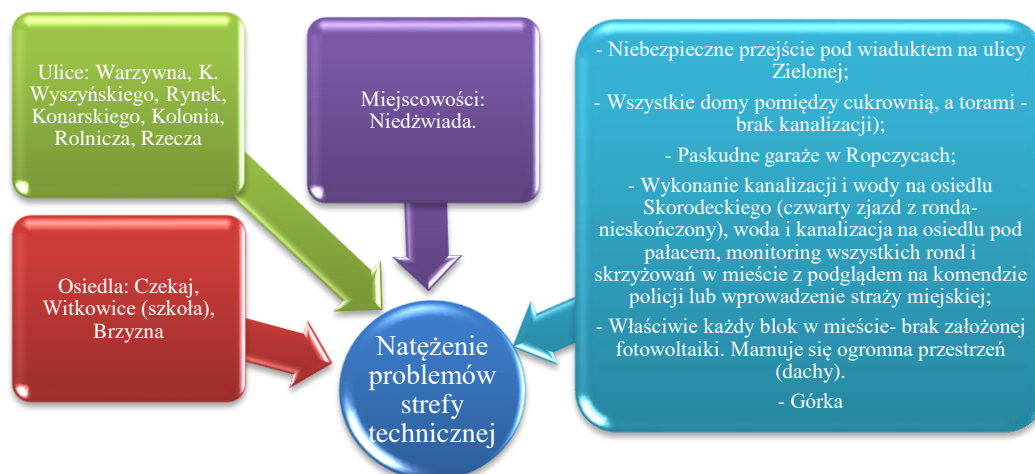 Ulice: Warzywna, K.
Wyszyńskiego, Rynek,
Konarskiego, Kolonia,
Rolnicza, Rzecza
Miejscowości:
Niedżwiada.
- Niebezpieczne przejście pod wiaduktem na ulicy
Zielonej;
- Wszystkie domy pomiędzy cukrownią, a torami -
brak kanalizacji);
- Paskudne garaże w Ropczycach;
- Wykonanie kanalizacji i wody na osiedlu
Skorodeckiego (czwarty zjazd z ronda-
nieskończony), woda i kanalizacja na osiedlu pod
pałacem, monitoring wszystkich rond i
skrzyżowań w mieście z podglądem na komendzie
policji lub wprowadzenie straży miejskiej;
- Właściwie każdy blok w mieście- brak założonej
fotowoltaiki. Marnuje się ogromna przestrzeń
(dachy).
- Górka
Osiedla: Czekaj,
Witkowice (szkoła),
Brzyzna
Natężenie
problemów
strefy
technicznej